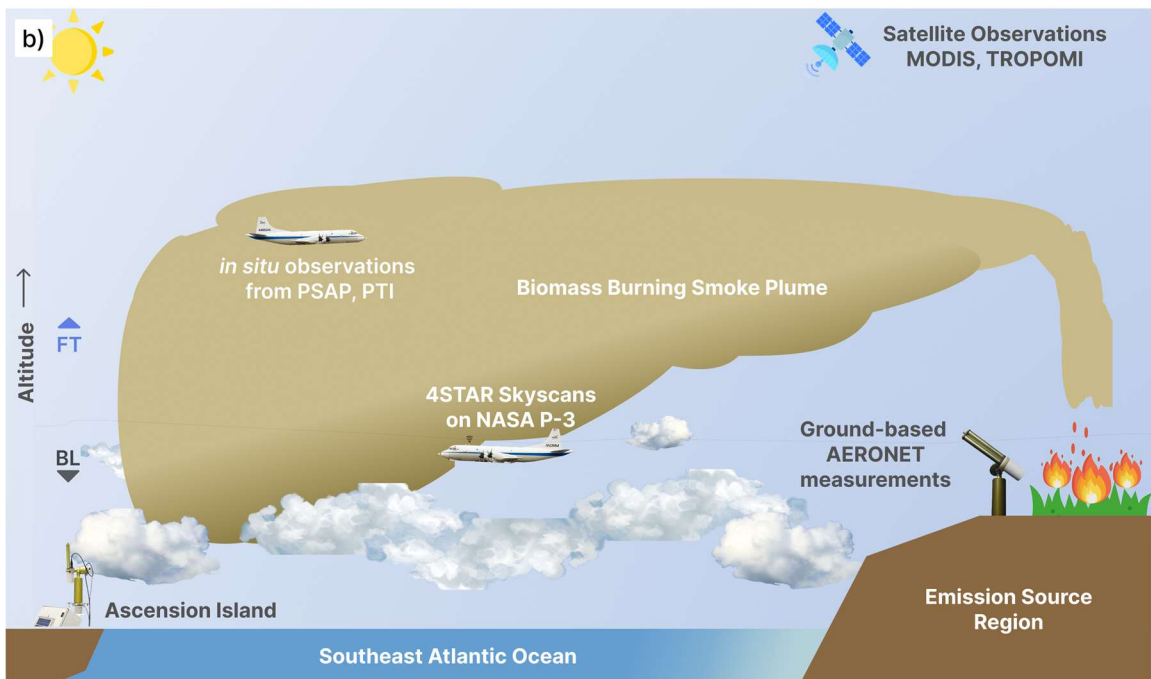 b)
Satellite Observations
MODIS, TROPOMI
in situ observations
from PSAP, PTI
Biomass Burning Smoke Plume
Altitude
FT
4STAR Skyscans
on NASA P-3
BL
Ground-based
AERONET
measurements
Ascension Island
Emission Source
Region
Southeast Atlantic Ocean